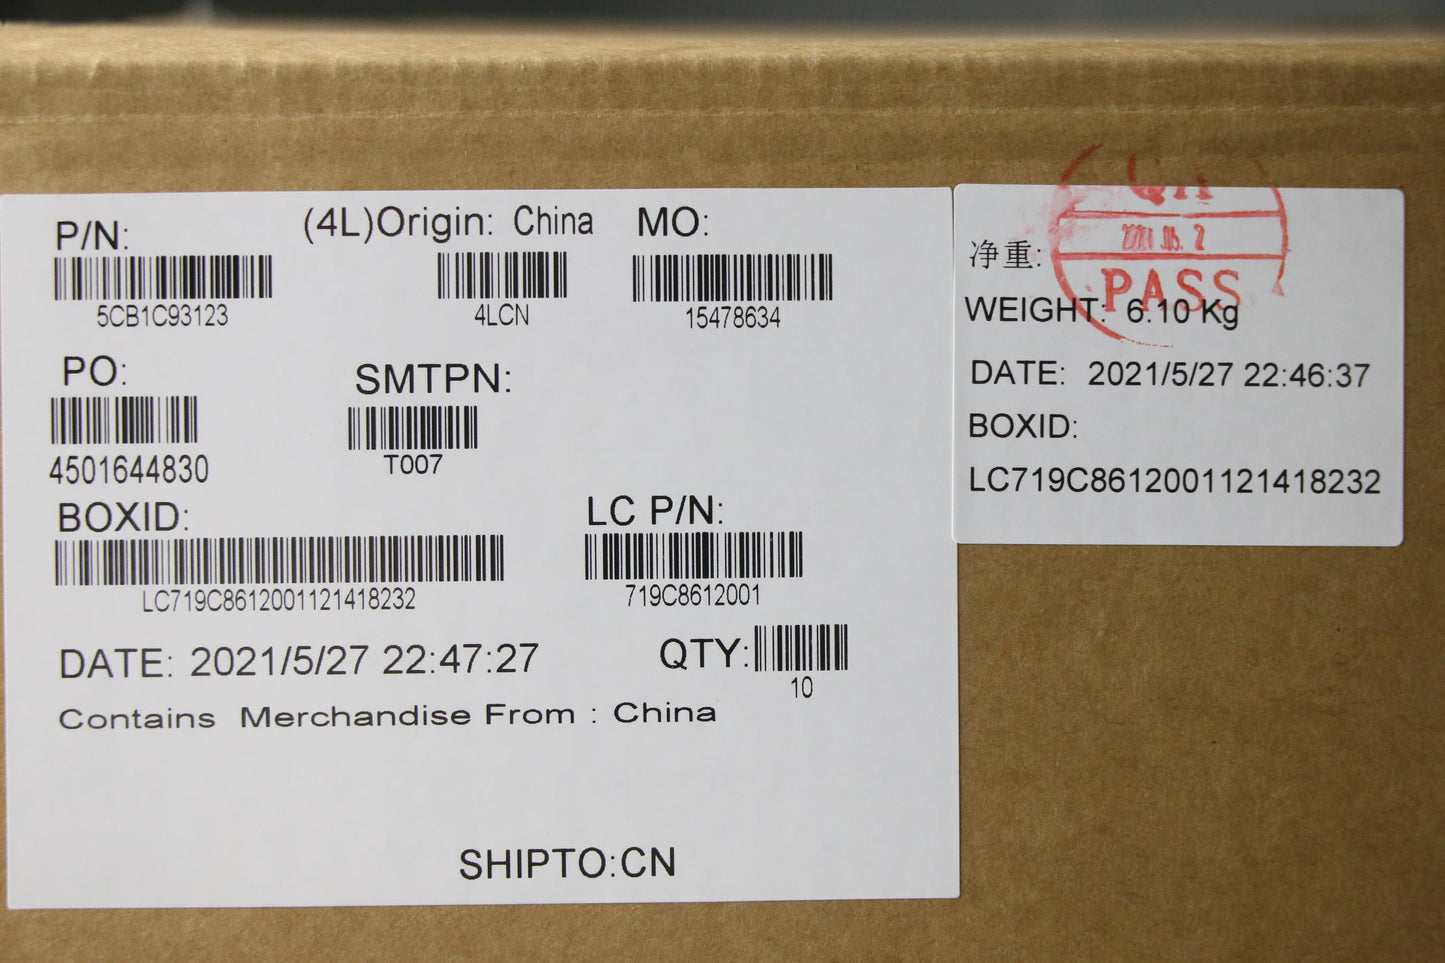 P/N:
(4L)Origin: China
MO:
5CB1C93123
4LCN
15478634
PO:
SMTPN:
4501644830
T007
BOXID:
LC P/N:
LC719C8612001121418232
719C8612001
DATE: 2021/5/27 22:47:27
QTY:
10
Contains Merchandise From : China
SHIPTO:CN
PASS
净重:
WEIGHT: 6.10 Kg
DATE: 2021/5/27 22:46:37
BOXID:
LC719C8612001121418232